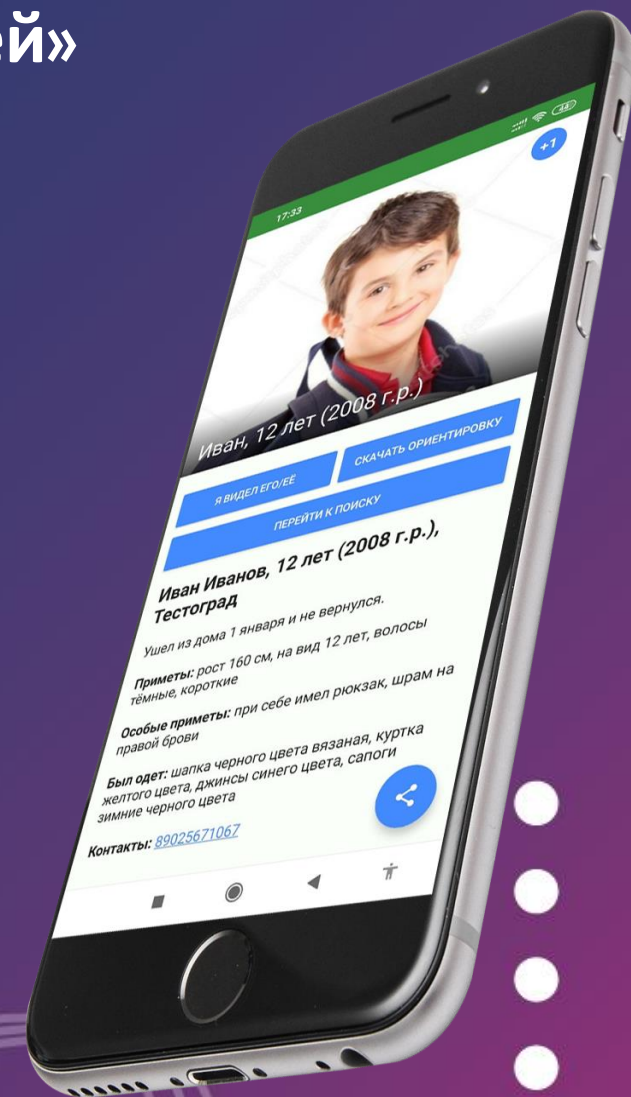 ей»
17:33
+1
Иван, 12 лет (2008 г.р.)
Я ВИДЕЛ ЕГО/ЕЁ
СКАЧАТЬ ОРИЕНТИРОВКУ
ПЕРЕЙТИ К ПОИСКУ
Иван Иванов, 12 лет (2008 г.р.),
Тестоград
Ушел из дома 1 января и не вернулся.
Приметы: рост 160 см, на вид 12 лет, волосы
тёмные, короткие
Особые приметы: при себе имел рюкзак, шрам на
правой брови
Был одет: шапка черного цвета вязаная, куртка
желтого цвета, джинсы синего цвета, сапоги
зимние черного цвета
Контакты: 89025671067